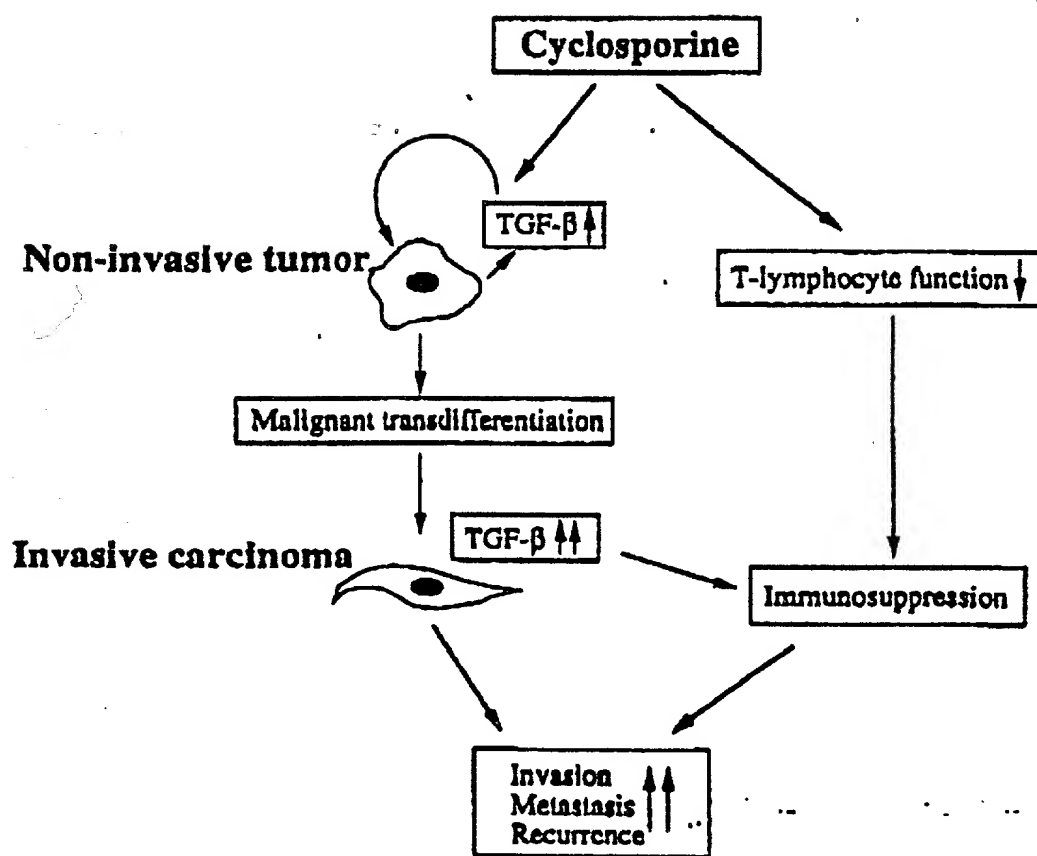 Cyclosporine
TGF-β ↑
Non-invasive tumor
T-lymphocyte function ↓
Malignant transdifferentiation
TGF-β ↑↑
Invasive carcinoma
Immunosuppression
Invasion
Metastasis ↑↑
Recurrence